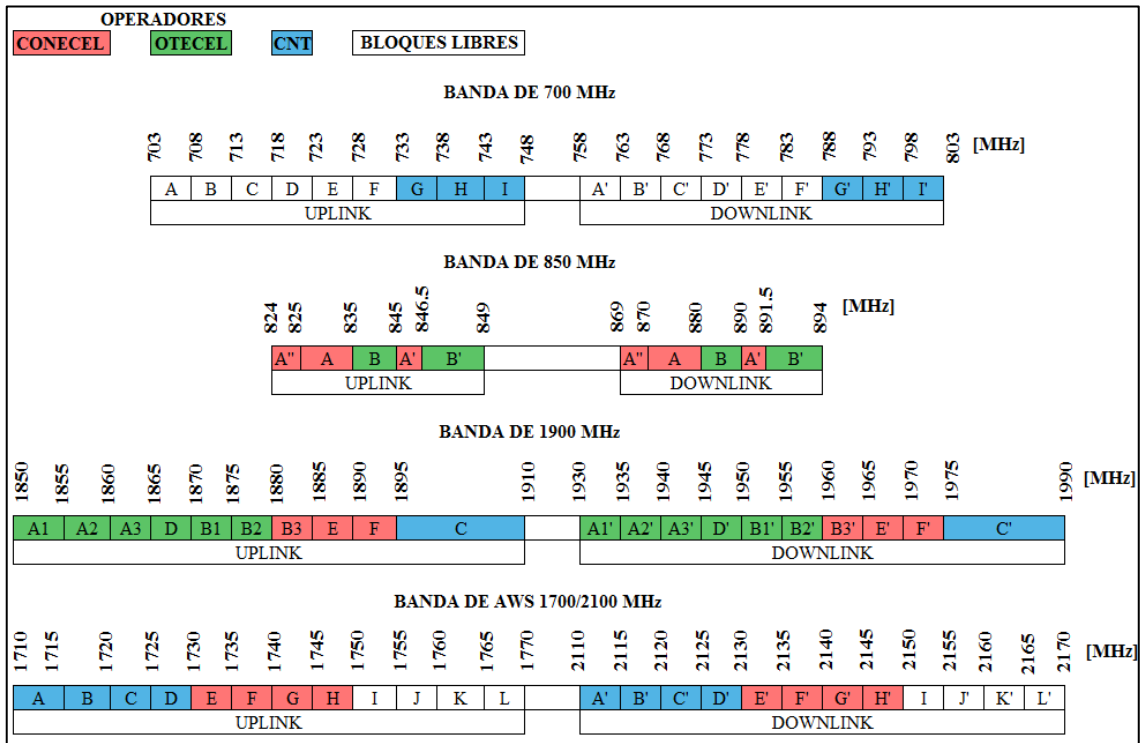 OPERADORES
CONECEL OTECEL CNT BLOQUES LIBRES
BANDA DE 700 MHz
703 708 713 718 723 728 733 738 743 748 758 763 768 773 778 783 788 793 798 803 [MHz]
A B C D E F G H I A' B' C' D' E' F' G' H' I'
UPLINK DOWNLINK
BANDA DE 850 MHz
824 825 835 845 846.5 849 869 870 880 890 891.5 894 [MHz]
A'' A B A' B' A'' A B A' B'
UPLINK DOWNLINK
BANDA DE 1900 MHz
1850 1855 1860 1865 1870 1875 1880 1885 1890 1895 1910 1930 1935 1940 1945 1950 1955 1960 1965 1970 1975 1990 [MHz]
A1 A2 A3 D B1 B2 B3 E F C A1' A2' A3' D' B1' B2' B3' E' F' C'
UPLINK DOWNLINK
BANDA DE AWS 1700/2100 MHz
1710 1715 1720 1725 1730 1735 1740 1745 1750 1755 1760 1765 1770 2110 2115 2120 2125 2130 2135 2140 2145 2150 2155 2160 2165 2170 [MHz]
A B C D E F G H I J K L A' B' C' D' E' F' G' H' I J' K' L'
UPLINK DOWNLINK